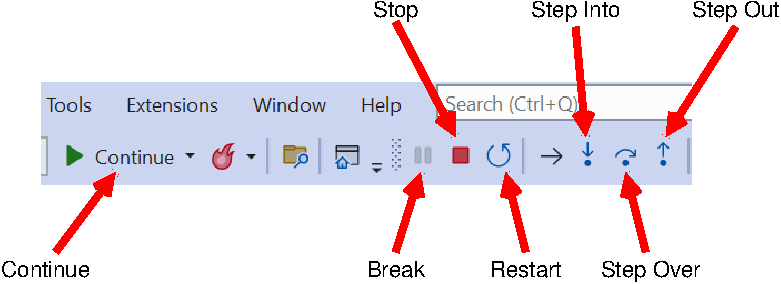 Stop Step Into Step Out
Tools Extensions Window Help Search (Ctrl+Q)
Continue
Continue Break Restart Step Over